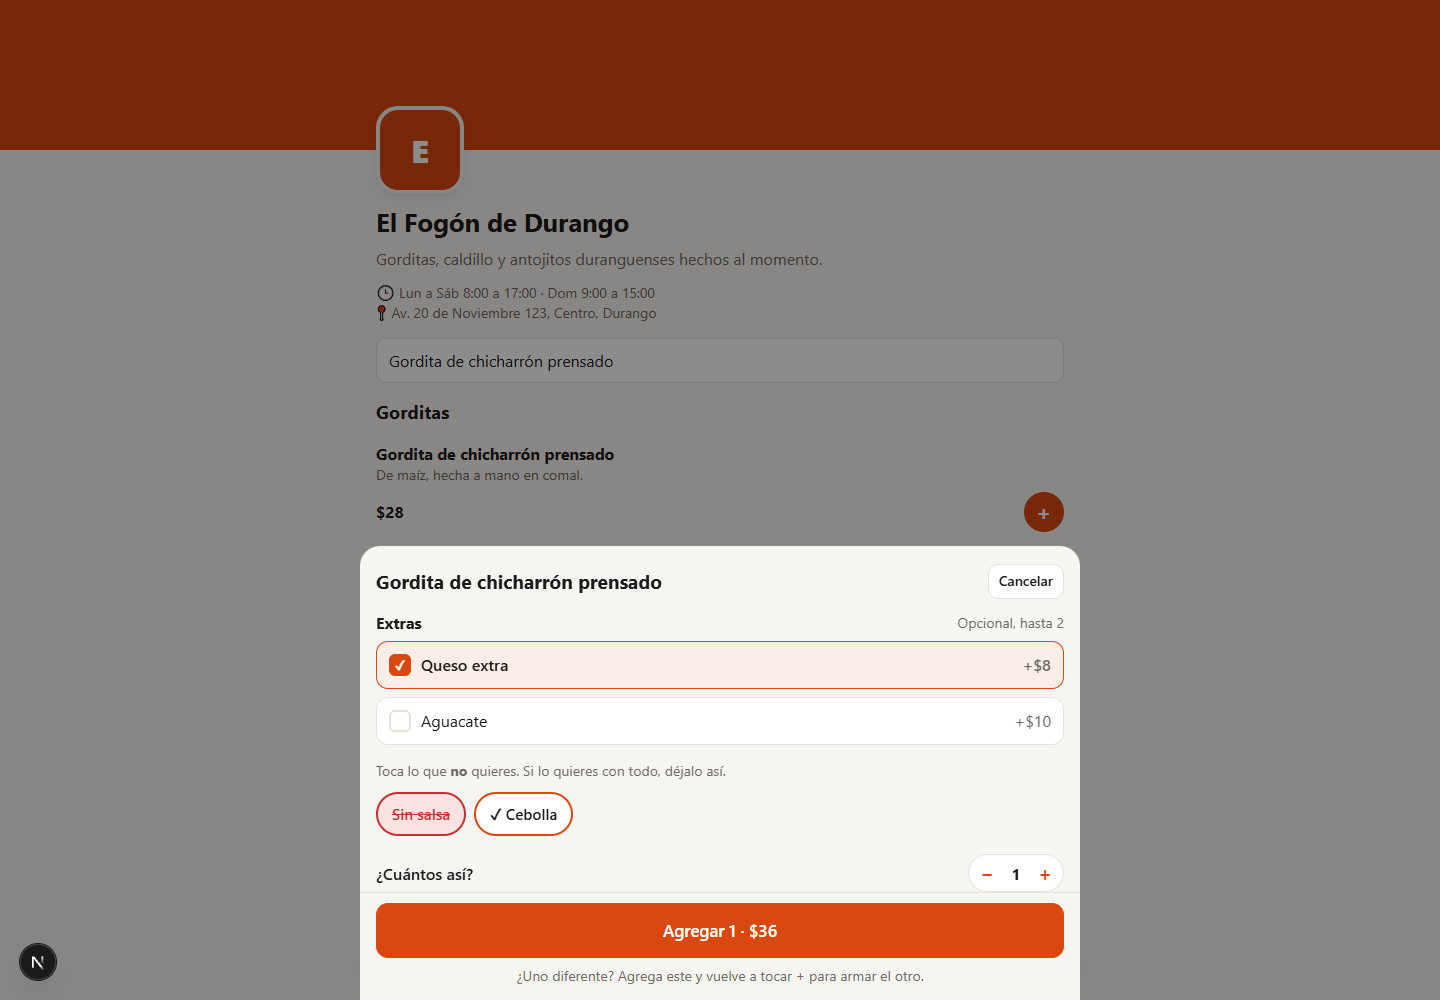 E
El Fogón de Durango
Gorditas, caldillo y antojitos duranguenses hechos al momento.
Lun a Sáb 8:00 a 17:00 · Dom 9:00 a 15:00
Av. 20 de Noviembre 123, Centro, Durango
Gordita de chicharrón prensado
Gorditas
Gordita de chicharrón prensado
De maíz, hecha a mano en comal.
$28 +
Gordita de chicharrón prensado Cancelar
Extras Opcional, hasta 2
✓ Queso extra +$8
Aguacate +$10
Toca lo que no quieres. Si lo quieres con todo, déjalo así.
Sin salsa ✓ Cebolla
¿Cuántos así? − 1 +
Agregar 1 · $36
¿Uno diferente? Agrega este y vuelve a tocar + para armar el otro.
N